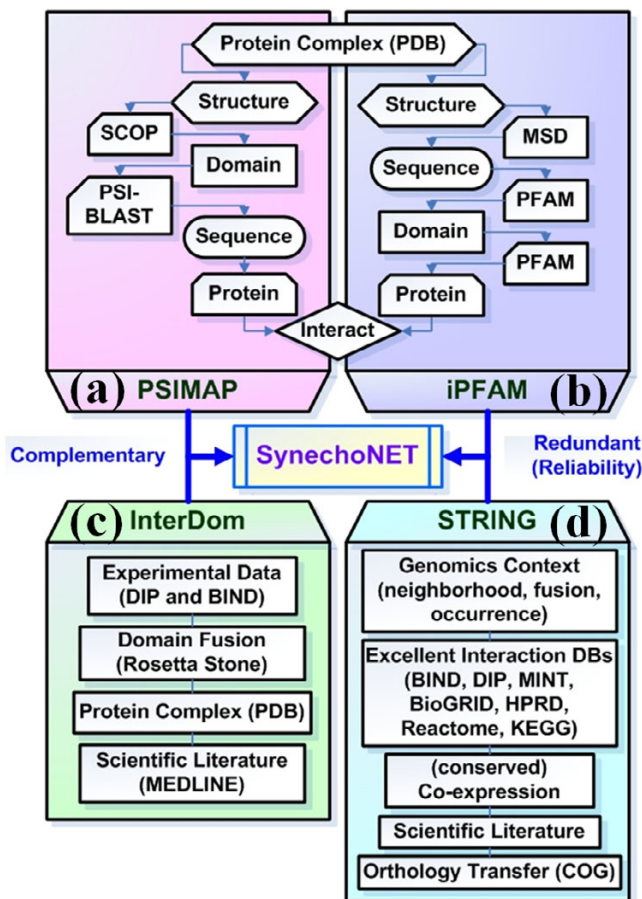 Protein Complex (PDB)
Structure
SCOP
Domain
PSI-
BLAST
Sequence
Protein
Structure
MSD
Sequence
PFAM
Domain
PFAM
Protein
Interact
(a) PSIMAP
iPFAM (b)
Complementary
SynechoNET
Redundant
(Reliability)
(c) InterDom
Experimental Data
(DIP and BIND)
Domain Fusion
(Rosetta Stone)
Protein Complex (PDB)
Scientific Literature
(MEDLINE)
STRING (d)
Genomics Context
(neighborhood, fusion,
occurrence)
Excellent Interaction DBs
(BIND, DIP, MINT,
BioGRID, HPRD,
Reactome, KEGG)
(conserved)
Co-expression
Scientific Literature
Orthology Transfer (COG)